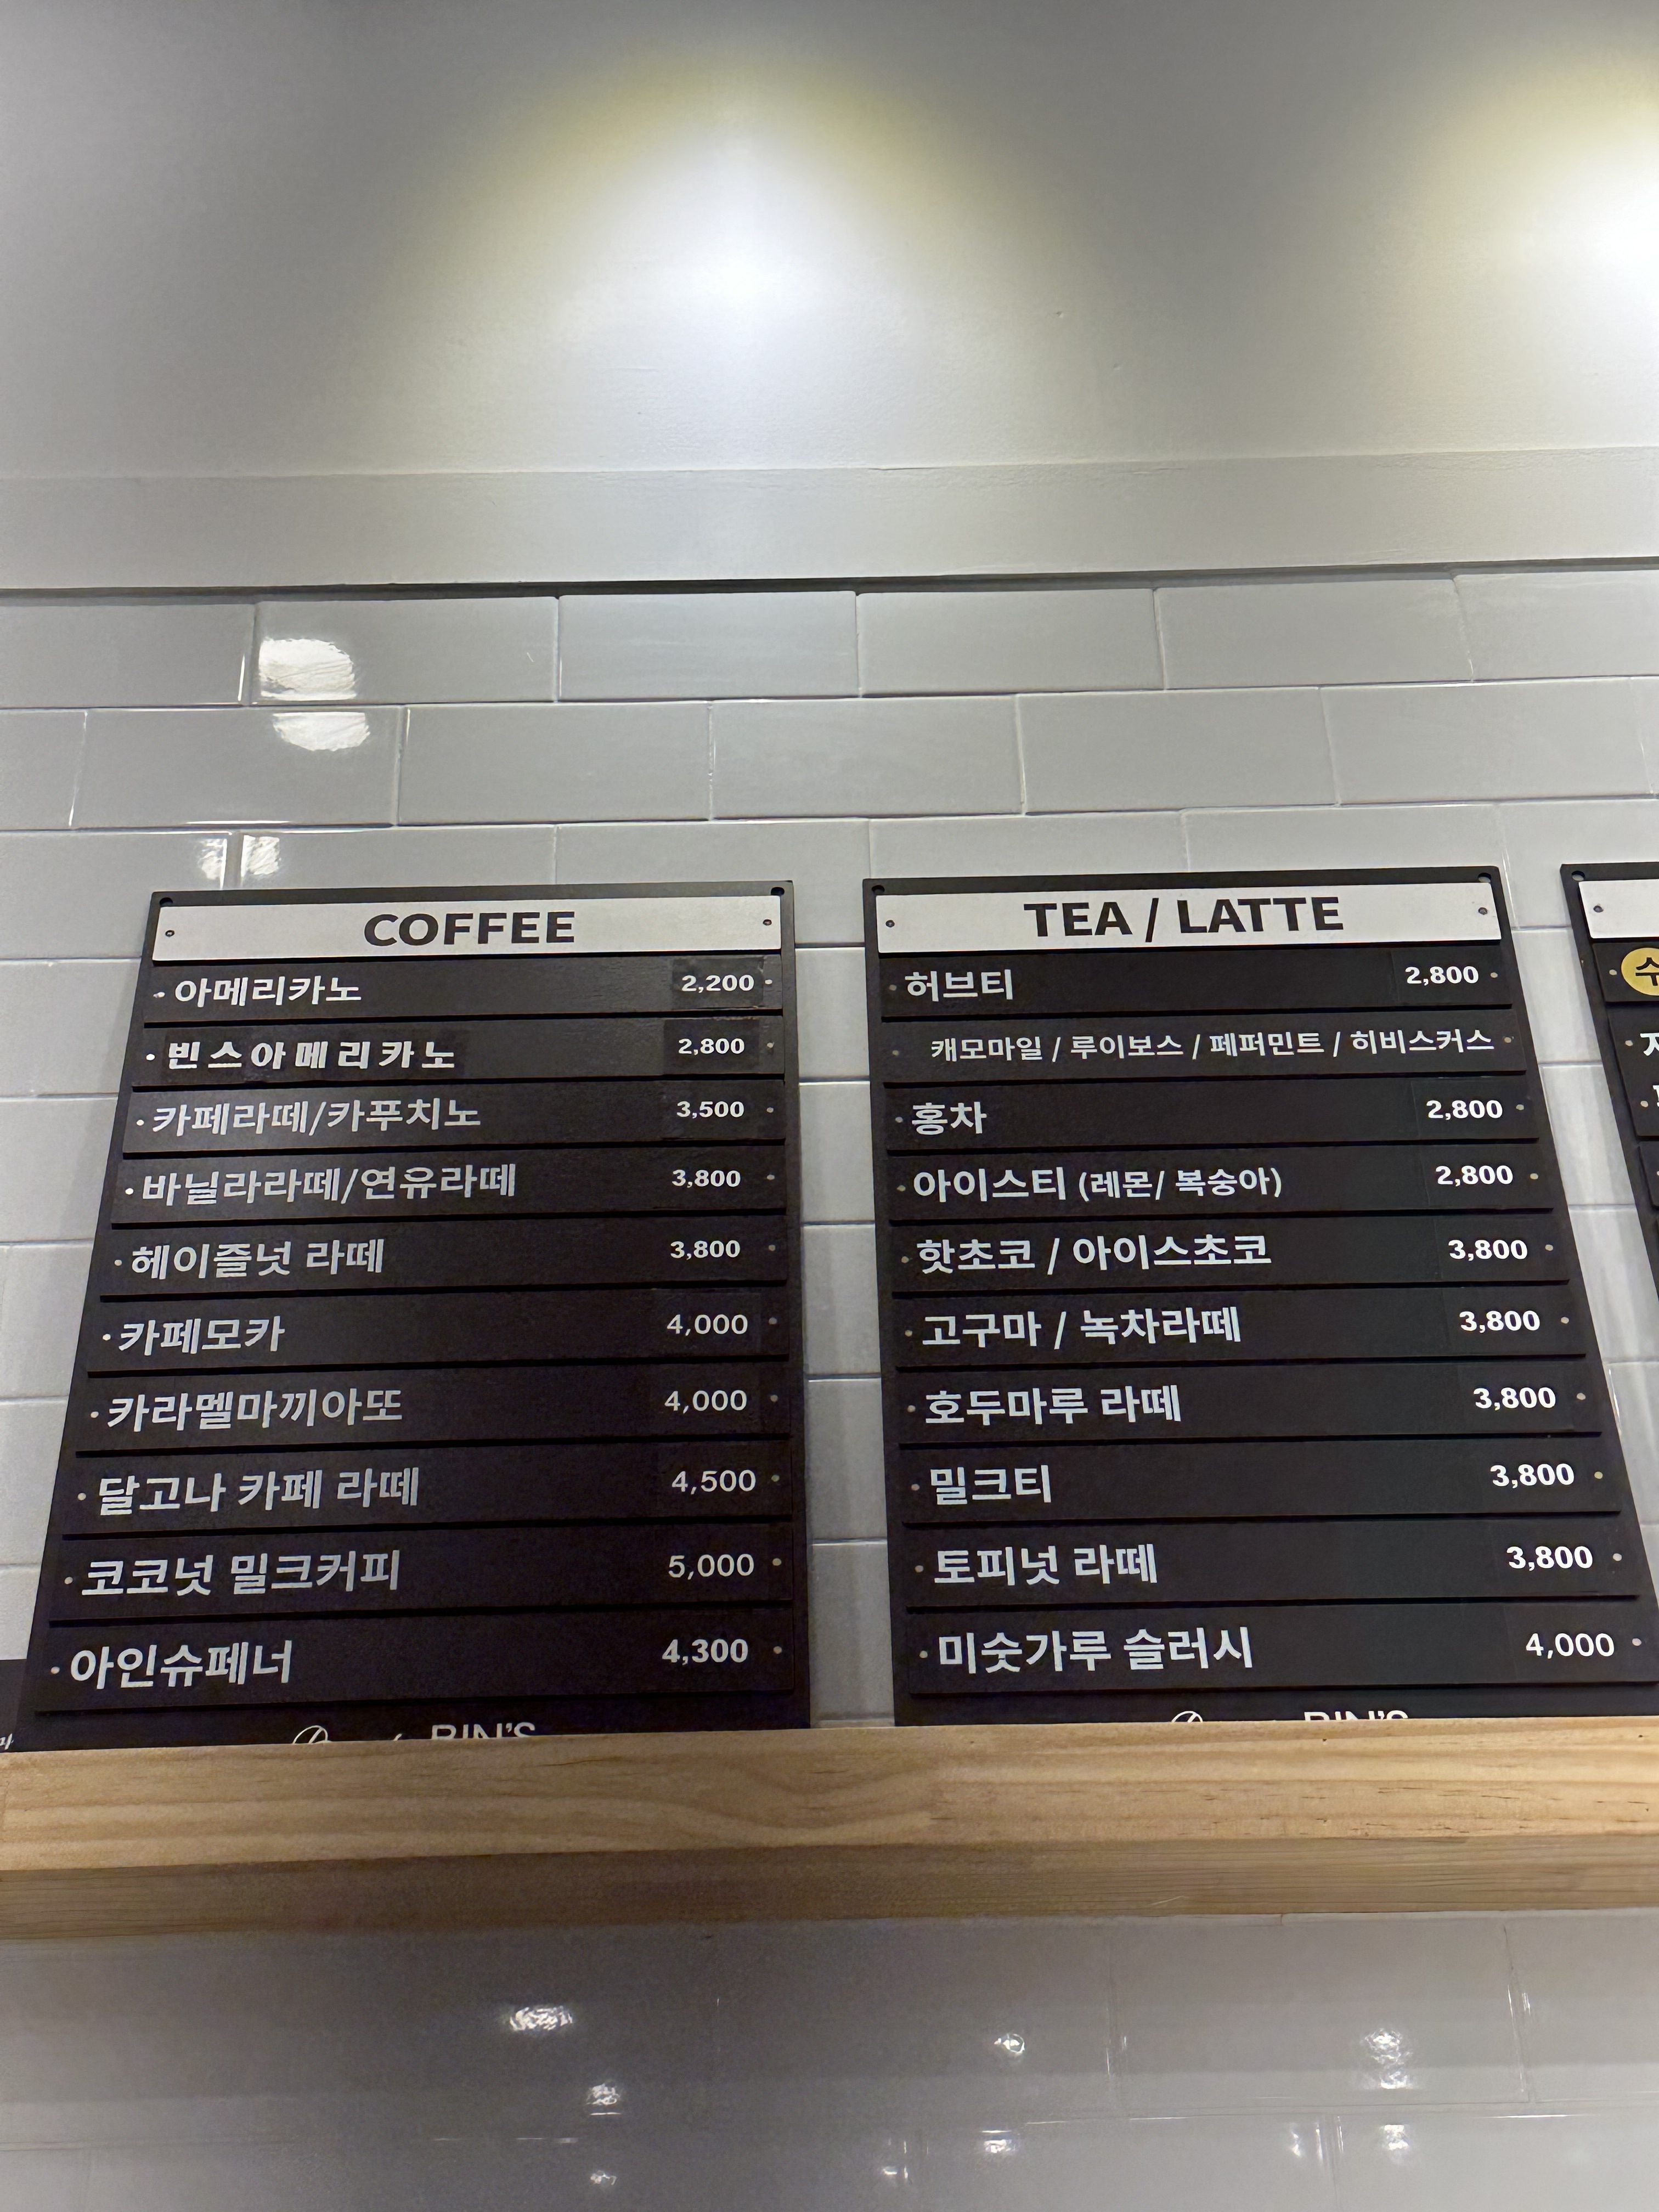 COFFEE
아메리카노 2,200
빈스아메리카노 2,800
카페라떼/카푸치노 3,500
바닐라라떼/연유라떼 3,800
헤이즐넛 라떼 3,800
카페모카 4,000
카라멜마끼아또 4,000
달고나 카페 라떼 4,500
코코넛 밀크커피 5,000
아인슈페너 4,300
BIN'S
TEA / LATTE
허브티 2,800
캐모마일 / 루이보스 / 페퍼민트 / 히비스커스
홍차 2,800
아이스티 (레몬/ 복숭아) 2,800
핫초코 / 아이스초코 3,800
고구마 / 녹차라떼 3,800
호두마루 라떼 3,800
밀크티 3,800
토피넛 라떼 3,800
미숫가루 슬러시 4,000
BIN'S